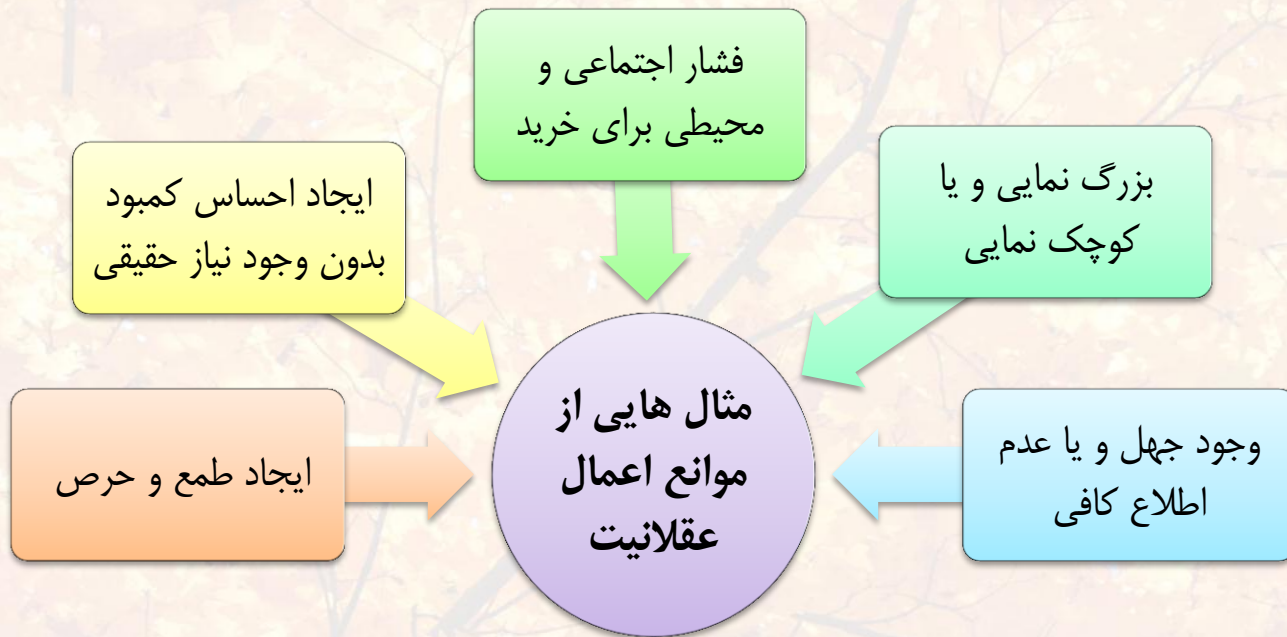 فشار اجتماعی و
محیطی برای خرید
بزرگ نمایی و یا
کوچک نمایی
ایجاد احساس کمبود
بدون وجود نیاز حقیقی
وجود جهل و یا عدم
اطلاع کافی
ایجاد طمع و حرص
مثال هایی از
موانع اعمال
عقلانیت